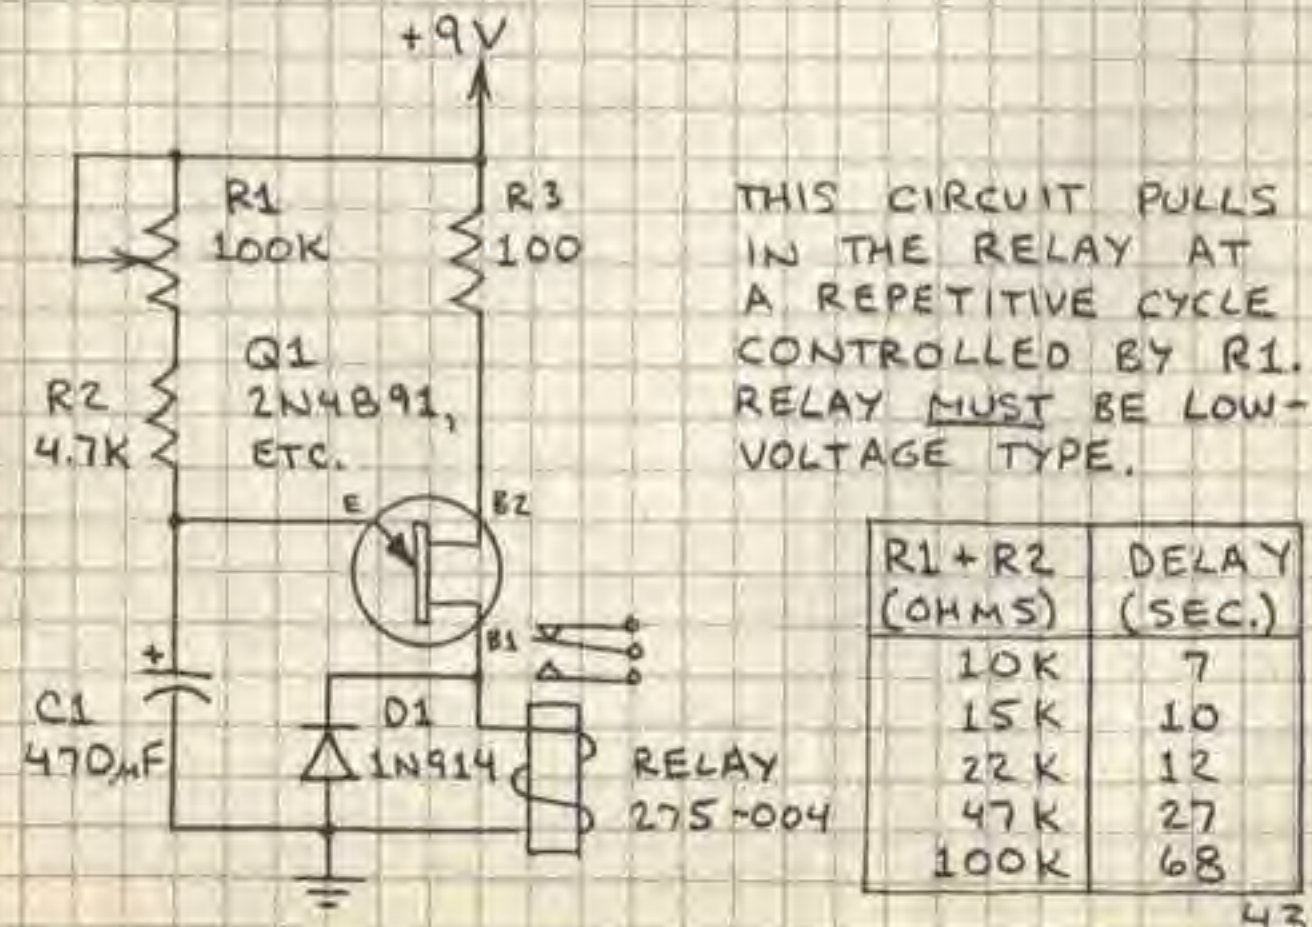 +9V
R1
100K
R3
100
THIS CIRCUIT PULLS
IN THE RELAY AT
A REPETITIVE CYCLE
CONTROLLED BY R1.
RELAY MUST BE LOW-
VOLTAGE TYPE.
Q1
2N4891,
ETC.
R2
4.7K
E
B2
B1
+
C1
470µF
D1
1N914
RELAY
275-004
R1 + R2 DELAY
(OHMS) (SEC.)
10K 7
15K 10
22K 12
47K 27
100K 68